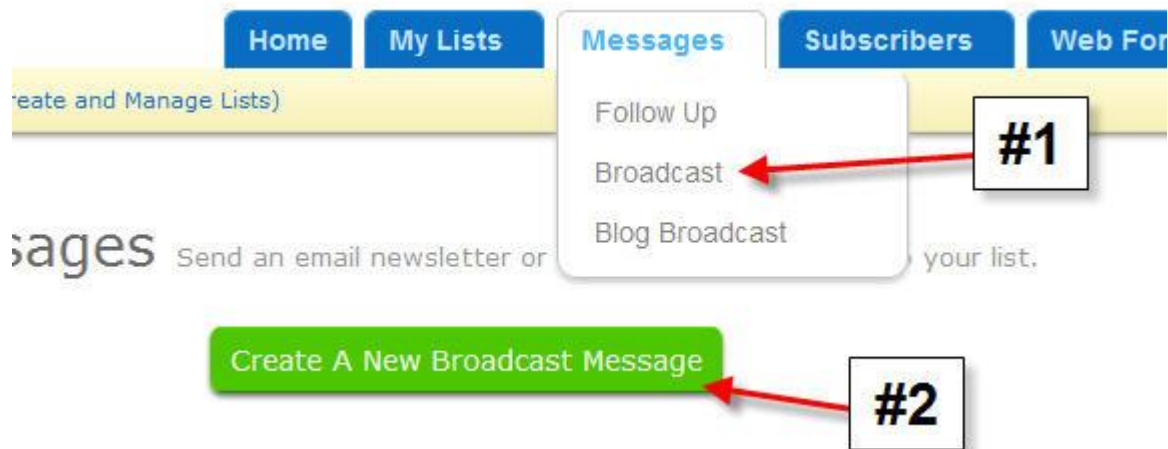 Home My Lists Messages Subscribers Web For
reate and Manage Lists)
Follow Up
#1
Broadcast
Blog Broadcast
sages Send an email newsletter or your list.
Create A New Broadcast Message
#2